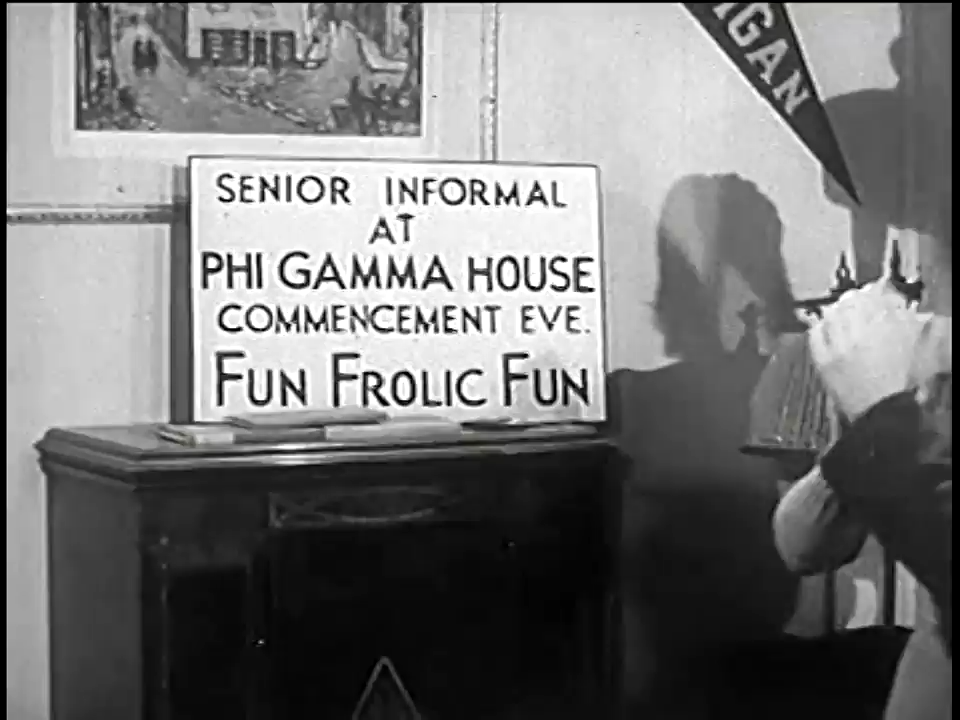 SENIOR INFORMAL
AT
PHI GAMMA HOUSE
COMMENCEMENT EVE.
FUN FROLIC FUN
IGAN